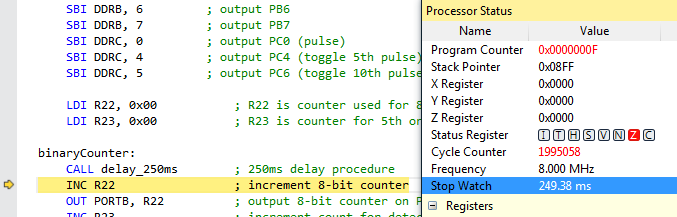 SBI DDRB, 6 ; output PB6
SBI DDRB, 7 ; output PB7
SBI DDRC, 0 ; output PC0 (pulse)
SBI DDRC, 4 ; output PC4 (toggle 5th pulse)
SBI DDRC, 5 ; output PC6 (toggle 10th pulse
LDI R22, 0x00 ; R22 is counter used for 8
LDI R23, 0x00 ; R23 is counter for 5th or
binaryCounter:
CALL delay_250ms ; 250ms delay procedure
INC R22 ; increment 8-bit counter
OUT PORTB, R22 ; output 8-bit counter on P
INC R23 ; increment count for detec
Processor Status
Name Value
Program Counter 0x0000000F
Stack Pointer 0x08FF
X Register 0x0000
Y Register 0x0000
Z Register 0x0000
Status Register I T H S V N Z C
Cycle Counter 1995058
Frequency 8.000 MHz
Stop Watch 249.38 ms
Registers